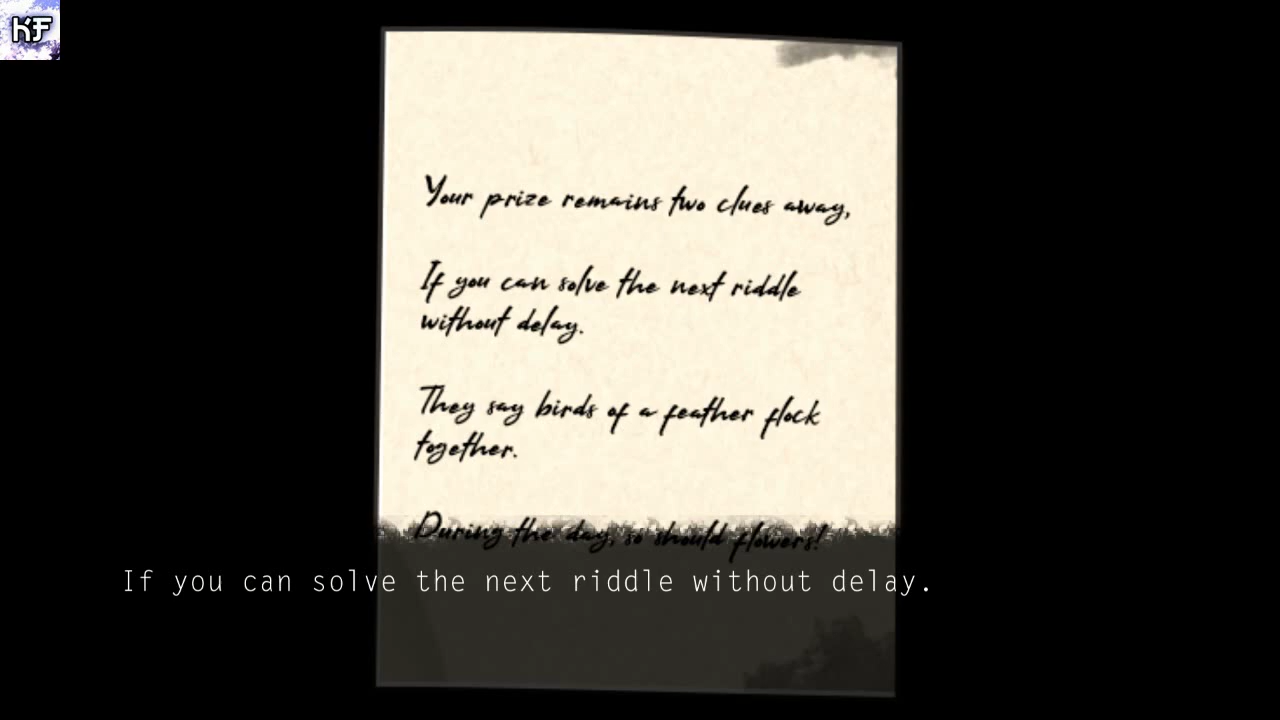 KF
Your prize remains two clues away,
If you can solve the next riddle
without delay.
They say birds of a feather flock
together.
During the day, so should flowers!
If you can solve the next riddle without delay.